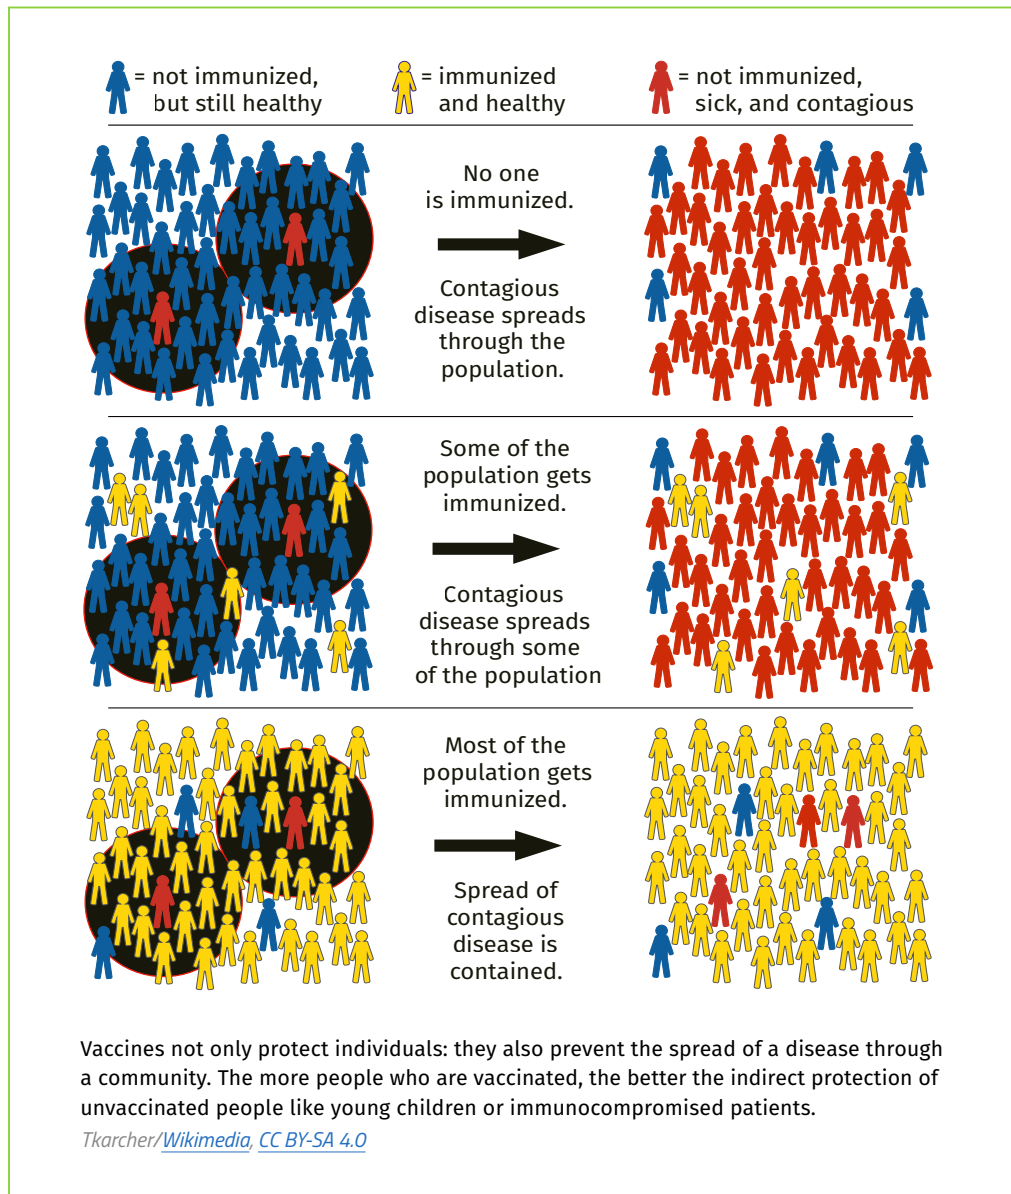 = not immunized,
but still healthy
= immunized
and healthy
= not immunized,
sick, and contagious
No one
is immunized.
Contagious
disease spreads
through the
population.
Some of the
population gets
immunized.
Contagious
disease spreads
through some
of the population
Most of the
population gets
immunized.
Spread of
contagious
disease is
contained.
Vaccines not only protect individuals: they also prevent the spread of a disease through
a community. The more people who are vaccinated, the better the indirect protection of
unvaccinated people like young children or immunocompromised patients.
Tkarcher/Wikimedia, CC BY-SA 4.0